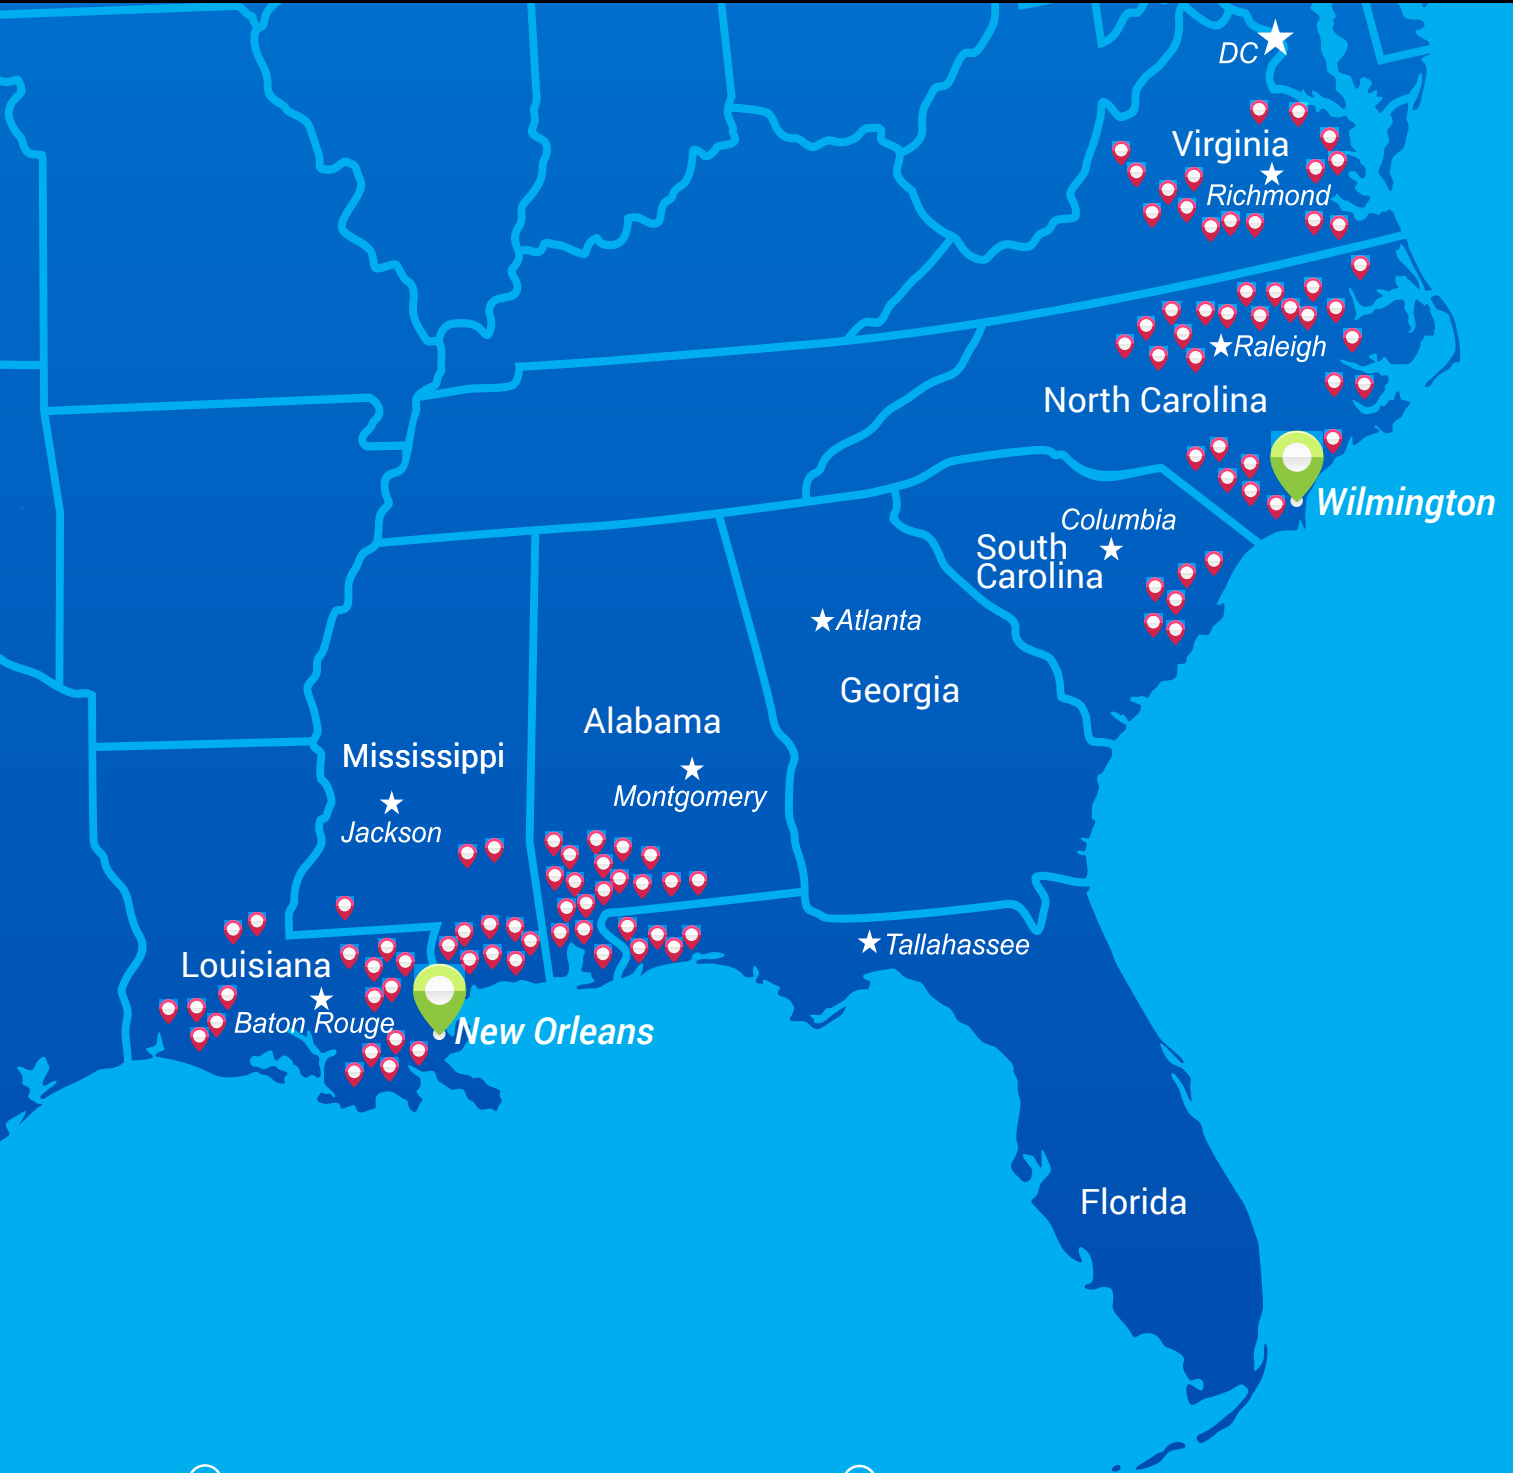 DC
Virginia
Richmond
Raleigh
North Carolina
Wilmington
Columbia
South
Carolina
Atlanta
Georgia
Alabama
Mississippi
Montgomery
Jackson
Tallahassee
Louisiana
Baton Rouge
New Orleans
Florida